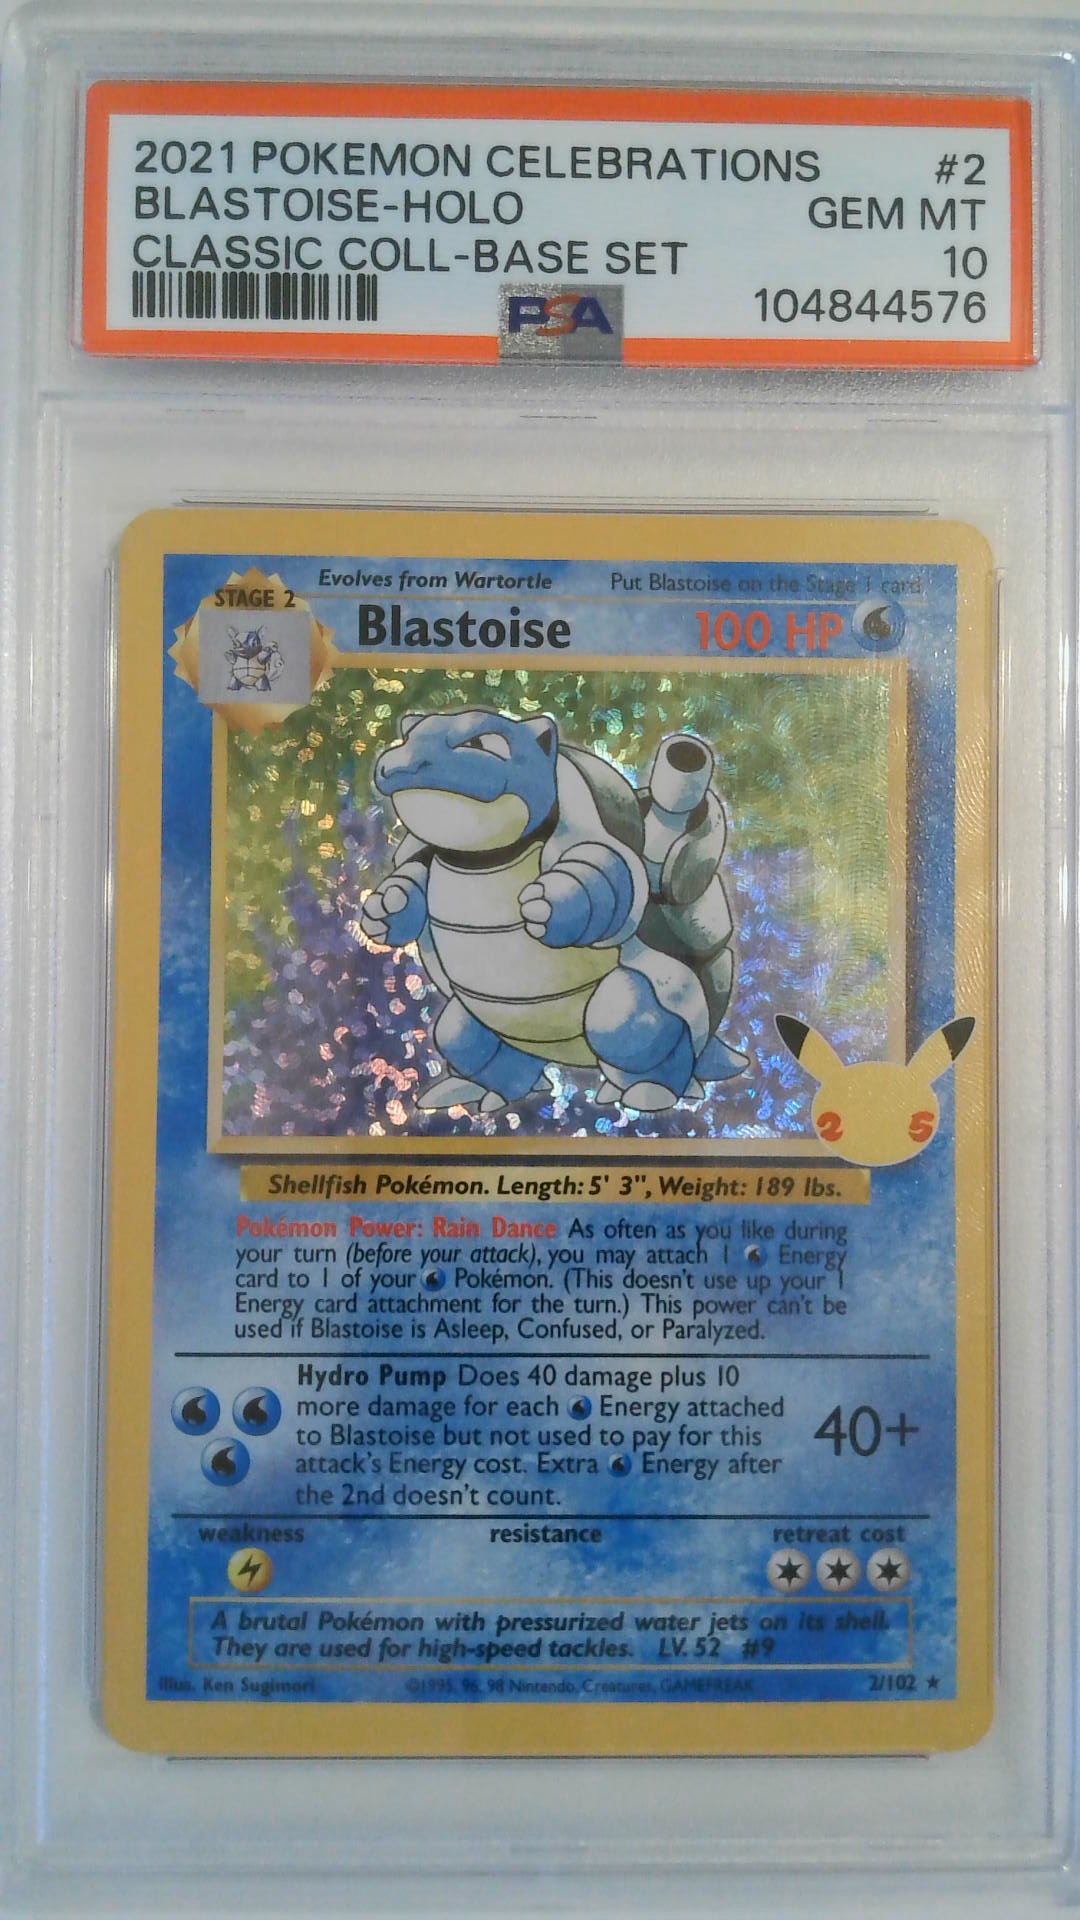 2021 POKEMON CELEBRATIONS #2
BLASTOISE-HOLO GEM MT
CLASSIC COLL-BASE SET 10
PSA 104844576
Evolves from Wartortle Put Blastoise on the Stage 1 card
STAGE 2
Blastoise 100 HP
25
Shellfish Pokémon. Length: 5' 3", Weight: 189 lbs.
Pokémon Power: Rain Dance As often as you like during
your turn (before your attack), you may attach 1 Energy
card to 1 of your Pokémon. (This doesn't use up your 1
Energy card attachment for the turn.) This power can't be
used if Blastoise is Asleep, Confused, or Paralyzed.
Hydro Pump Does 40 damage plus 10
more damage for each Energy attached
to Blastoise but not used to pay for this
attack's Energy cost. Extra Energy after
the 2nd doesn't count.
40+
weakness resistance retreat cost
A brutal Pokémon with pressurized water jets on its shell.
They are used for high-speed tackles. LV. 52 #9
Illus. Ken Sugimori ©1995, 96, 98 Nintendo, Creatures, GAMEFREAK 2/102 ★